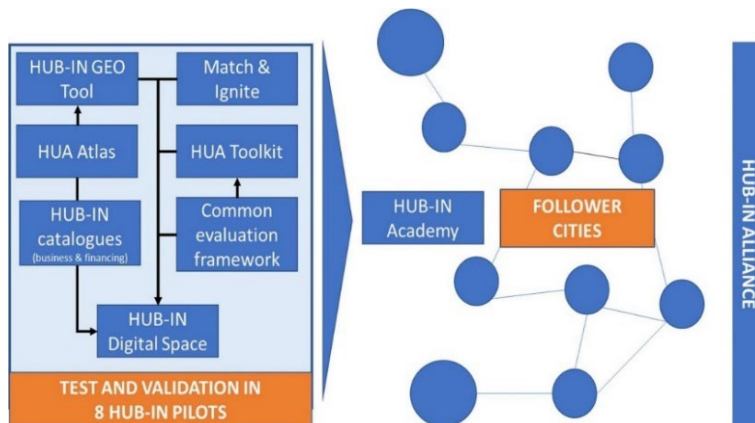 HUB-IN GEO
Tool
Match &
Ignite
HUA Atlas
HUA Toolkit
HUB-IN
catalogues
(business & financing)
Common
evaluation
framework
HUB-IN
Digital Space
TEST AND VALIDATION IN
8 HUB-IN PILOTS
HUB-IN
Academy
FOLLOWER
CITIES
HUB-IN ALLIANCE